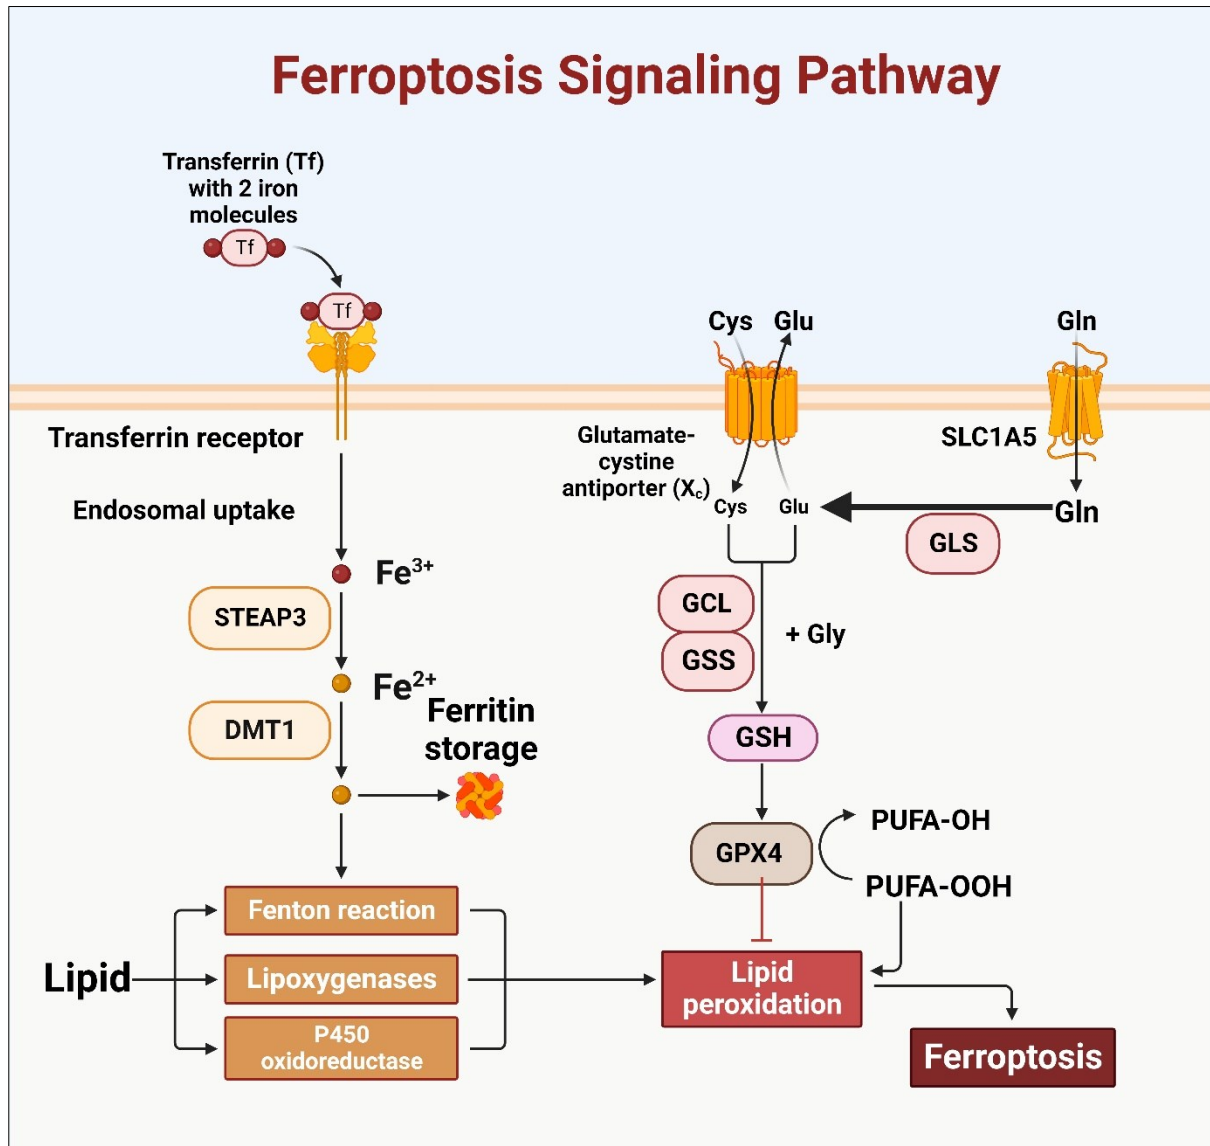 Ferroptosis Signaling Pathway
Transferrin (Tf)
with 2 iron
molecules
Tf
Tf
Transferrin receptor
Endosomal uptake
Fe³⁺
STEAP3
Fe²⁺
DMT1
Ferritin
storage
Cys
Glu
Gln
Glutamate-
cystine
antiporter (X꜀)
SLC1A5
Cys
Glu
Gln
GLS
GCL
GSS
+ Gly
GSH
GPX4
PUFA-OH
PUFA-OOH
Lipid
Fenton reaction
Lipoxygenases
P450
oxidoreductase
Lipid
peroxidation
Ferroptosis